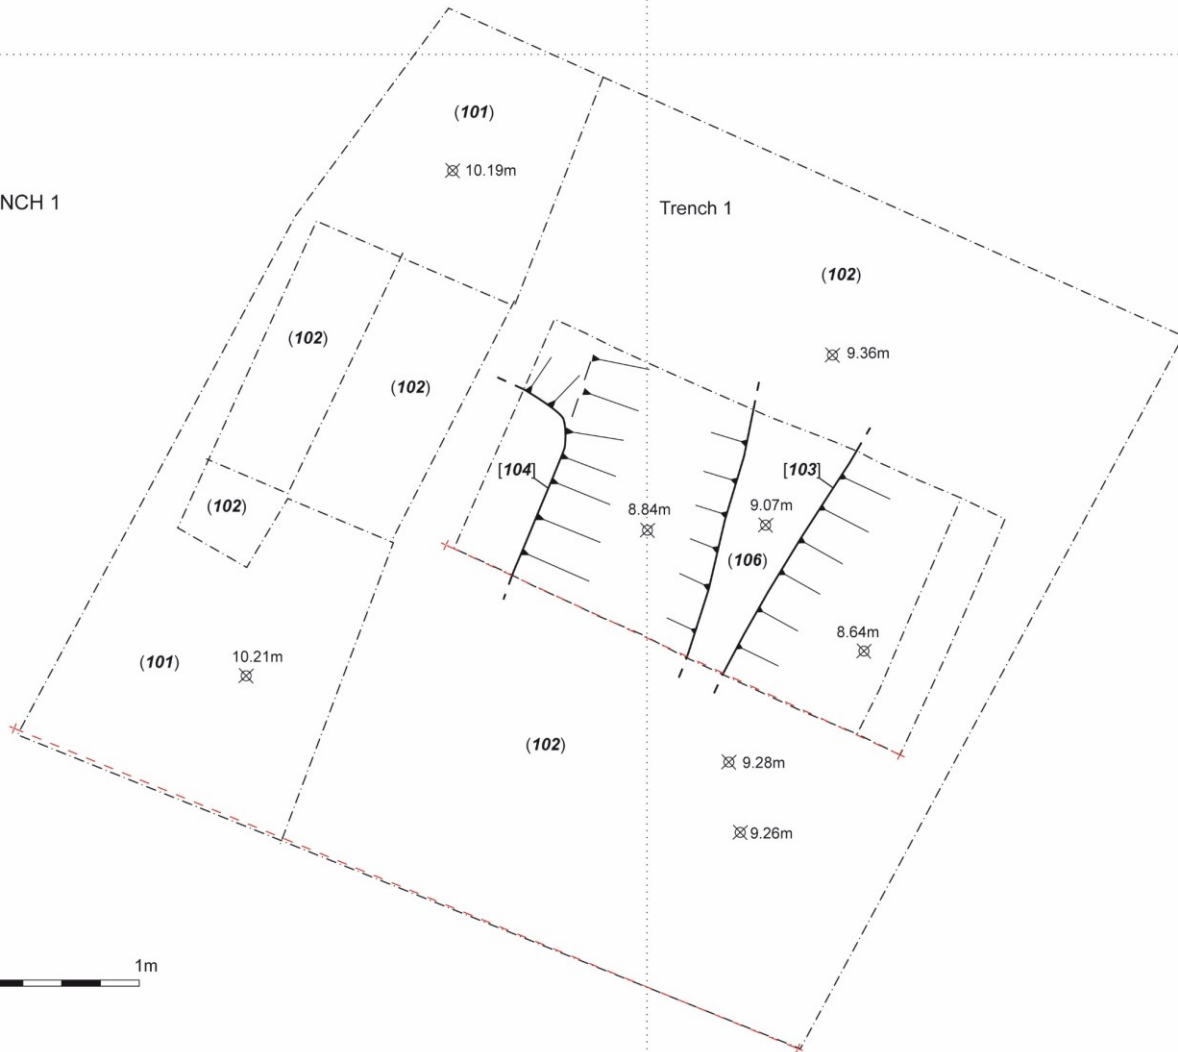 (101)
10.19m
NCH 1
Trench 1
(102)
(102)
9.36m
(102)
[104]
[103]
8.84m
9.07m
(102)
(106)
8.64m
(101)
10.21m
(102)
9.28m
9.26m
1m